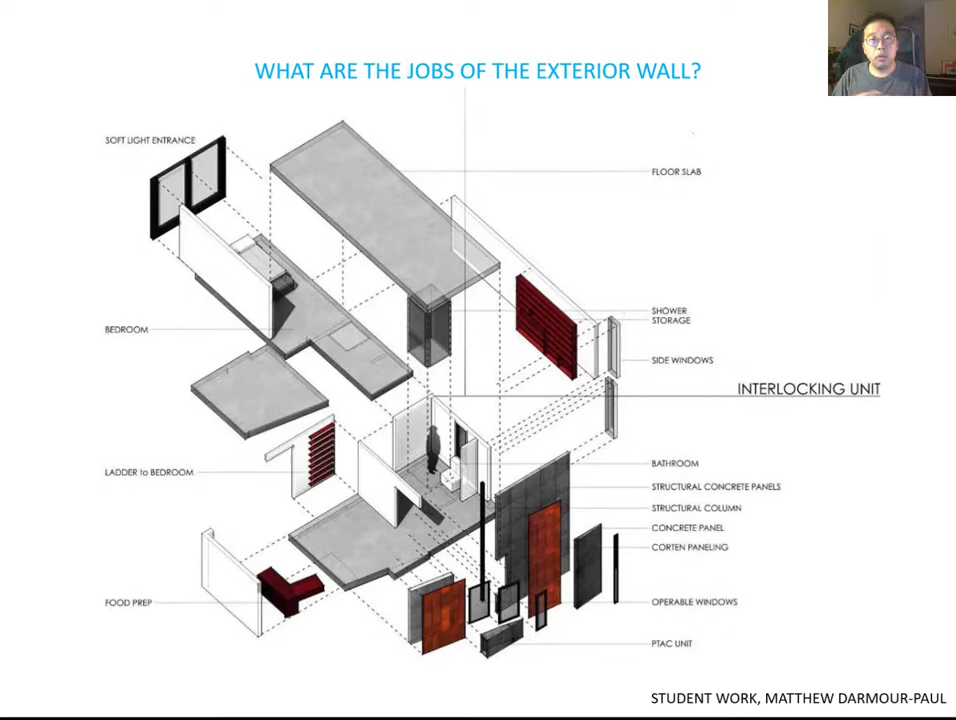 WHAT ARE THE JOBS OF THE EXTERIOR WALL?
SOFT LIGHT ENTRANCE
FLOOR SLAB
SHOWER
STORAGE
BEDROOM
SIDE WINDOWS
INTERLOCKING UNIT
LADDER to BEDROOM
BATHROOM
STRUCTURAL CONCRETE PANELS
STRUCTURAL COLUMN
CONCRETE PANEL
CORTEN PANELING
FOOD PREP
OPERABLE WINDOWS
PTAC UNIT
STUDENT WORK, MATTHEW DARMOUR-PAUL